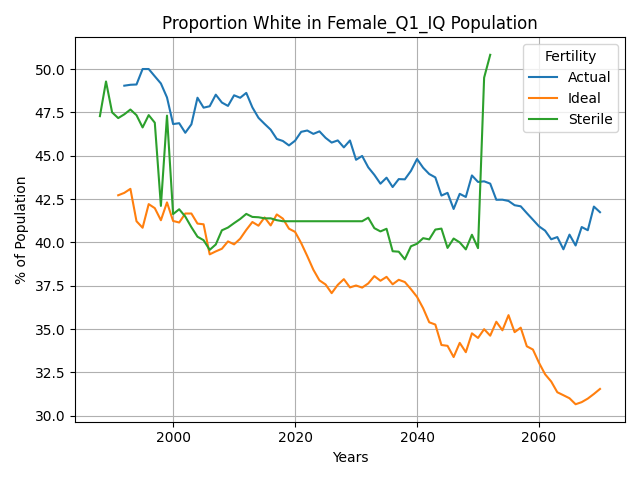 Proportion White in Female_Q1_IQ Population
Fertility
Actual
Ideal
Sterile
% of Population
50.0
47.5
45.0
42.5
40.0
37.5
35.0
32.5
30.0
2000
2020
2040
2060
Years